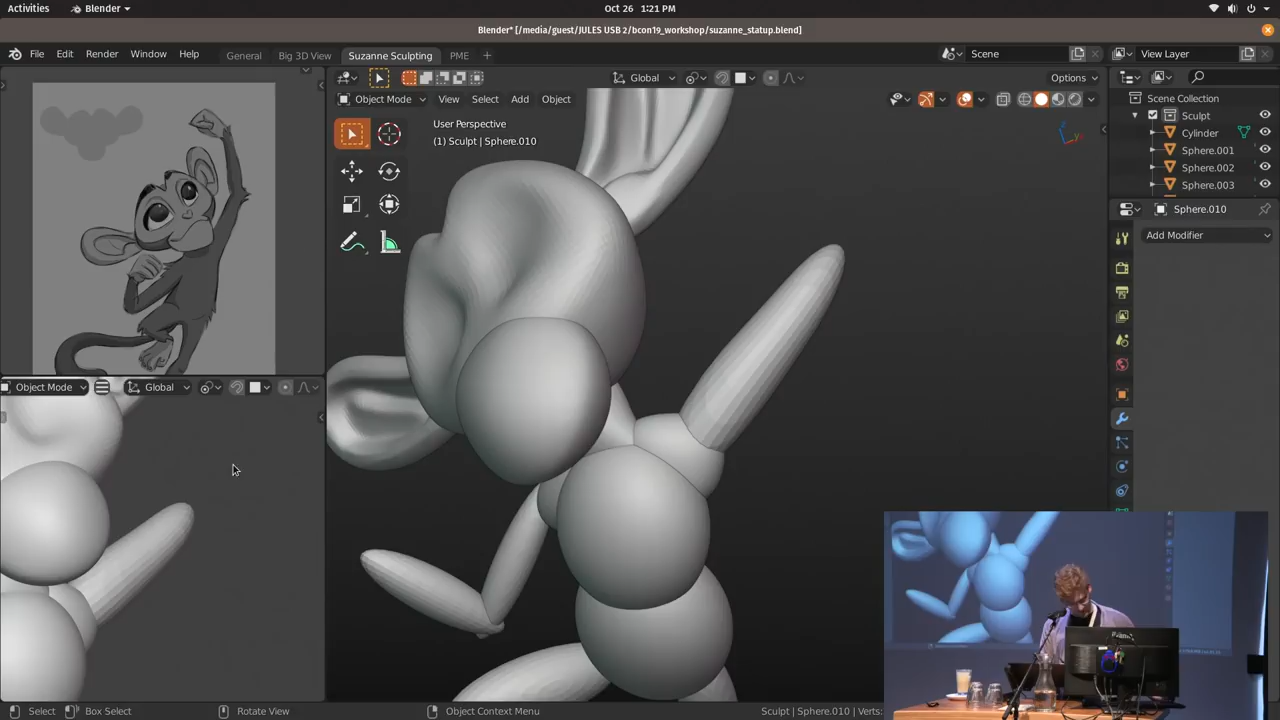 Activities
Blender
Oct 26 1:21 PM
Blender* [/media/guest/JULES USB 2/bcon19_workshop/suzanne_statup.blend]
File Edit Render Window Help
General Big 3D View Suzanne Sculpting PME +
Scene
View Layer
Global
Options
Object Mode View Select Add Object
User Perspective
(1) Sculpt | Sphere.010
Scene Collection
Sculpt
Cylinder
Sphere.001
Sphere.002
Sphere.003
Sphere.010
Add Modifier
Object Mode
Global
Select
Box Select
Rotate View
Object Context Menu
Sculpt | Sphere.010 | Verts: